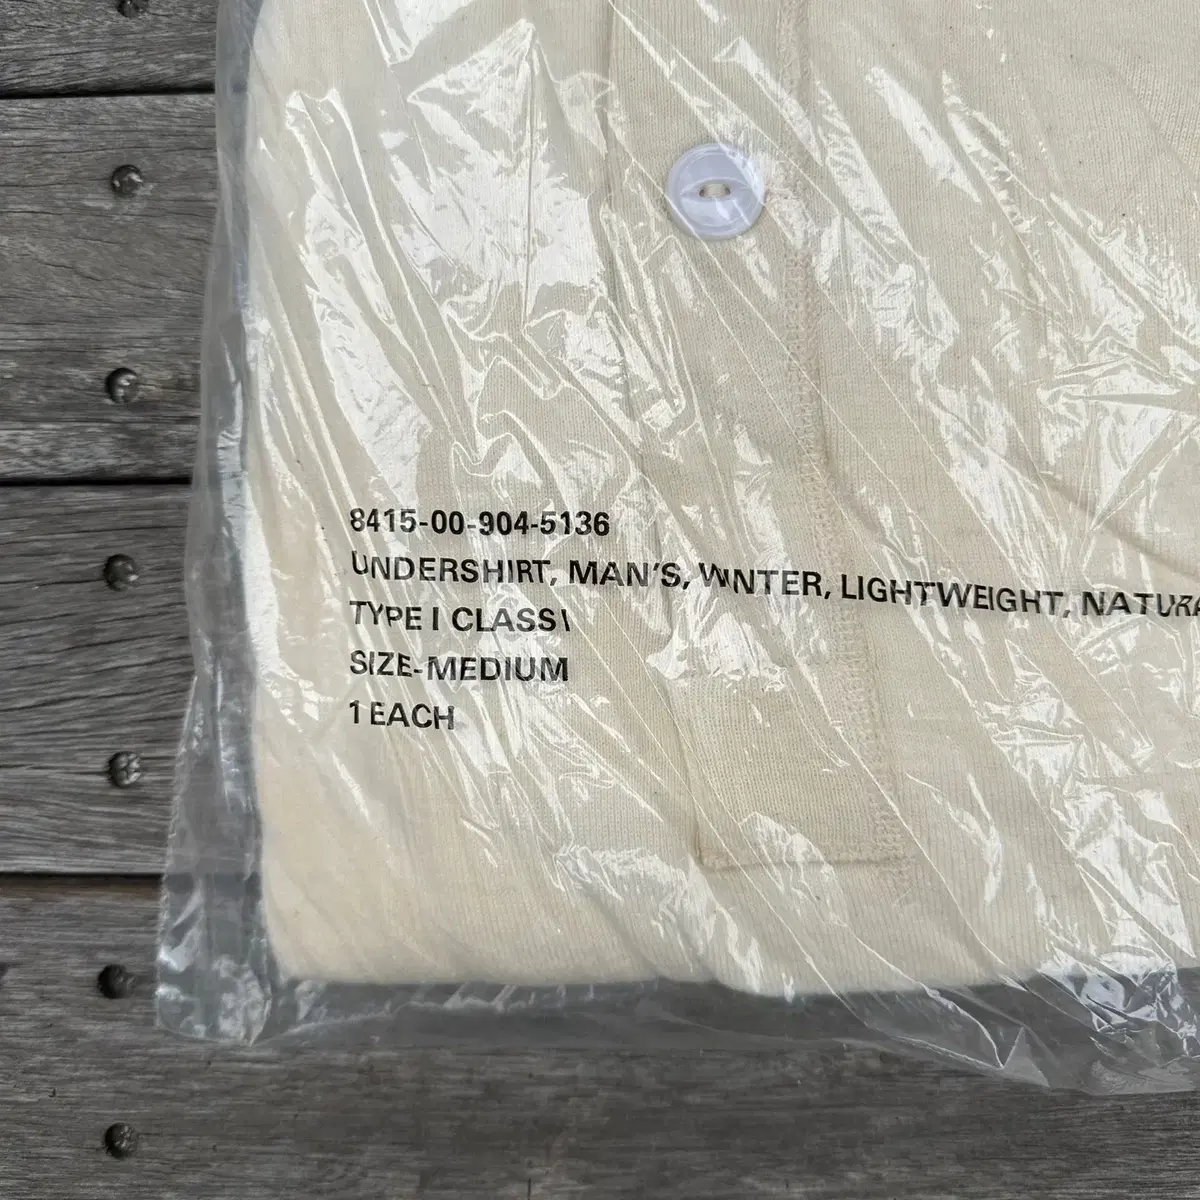 8415-00-904-5136
UNDERSHIRT, MAN'S, WINTER, LIGHTWEIGHT, NATURA
TYPE I CLASS I
SIZE-MEDIUM
1 EACH